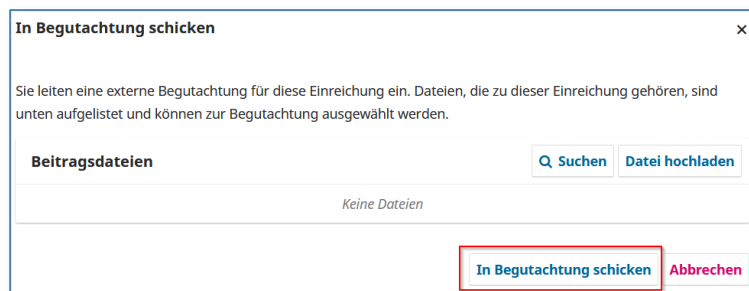 In Begutachtung schicken
Sie leiten eine externe Begutachtung für diese Einreichung ein. Dateien, die zu dieser Einreichung gehören, sind
unten aufgelistet und können zur Begutachtung ausgewählt werden.
Beitragsdateien Suchen Datei hochladen
Keine Dateien
In Begutachtung schicken Abbrechen